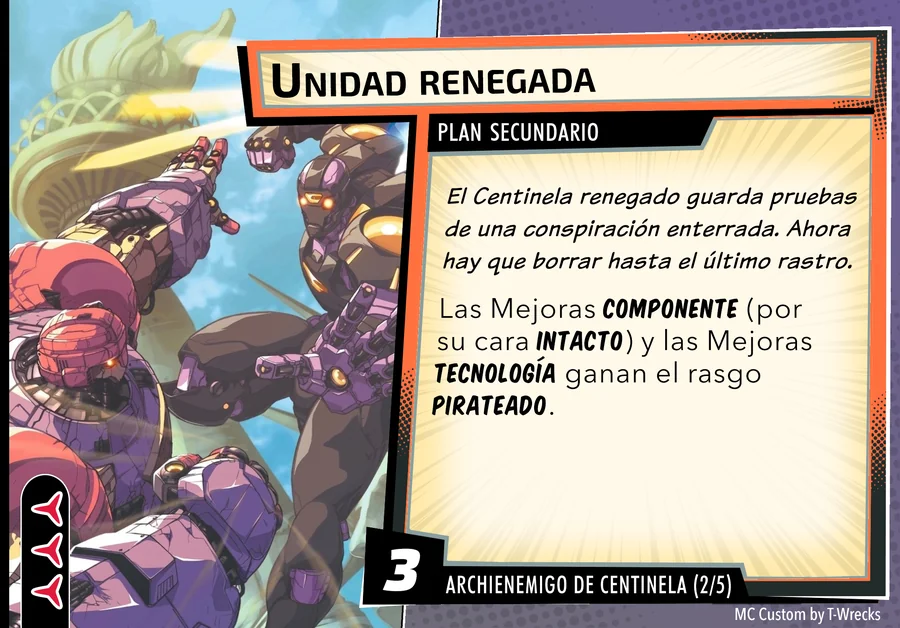 UNIDAD RENEGADA
PLAN SECUNDARIO
El Centinela renegado guarda pruebas
de una conspiración enterrada. Ahora
hay que borrar hasta el último rastro.
Las Mejoras COMPONENTE (por
su cara INTACTO) y las Mejoras
TECNOLOGÍA ganan el rasgo
PIRATEADO.
3
ARCHIENEMIGO DE CENTINELA (2/5)
MC Custom by T-Wrecks